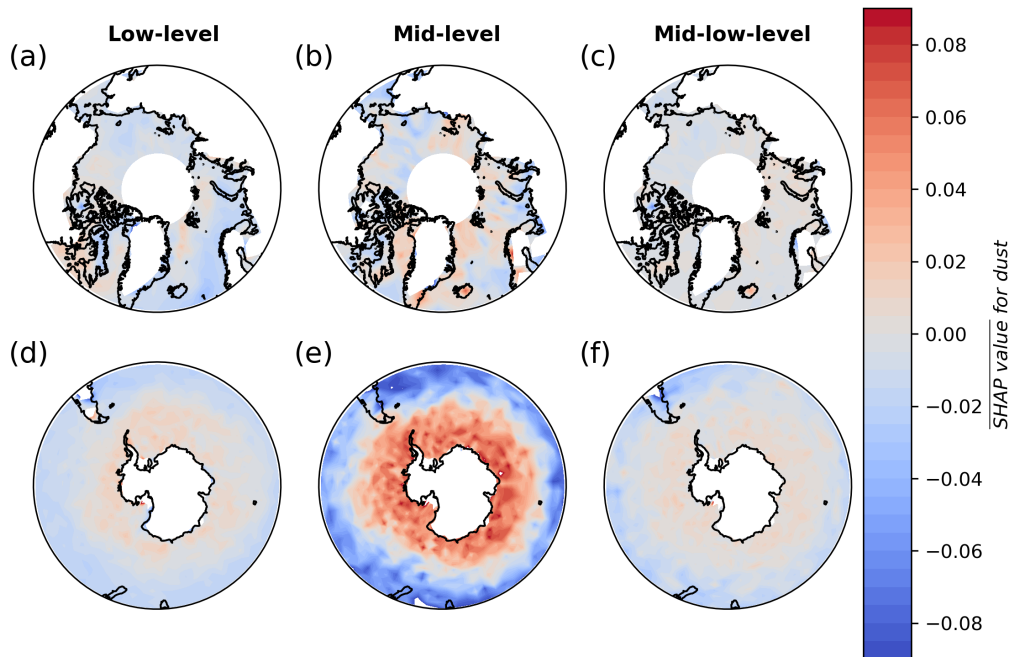 Low-level
Mid-level
Mid-low-level
(a)
(b)
(c)
(d)
(e)
(f)
0.08
0.06
0.04
0.02
0.00
−0.02
−0.04
−0.06
−0.08
SHAP value for dust